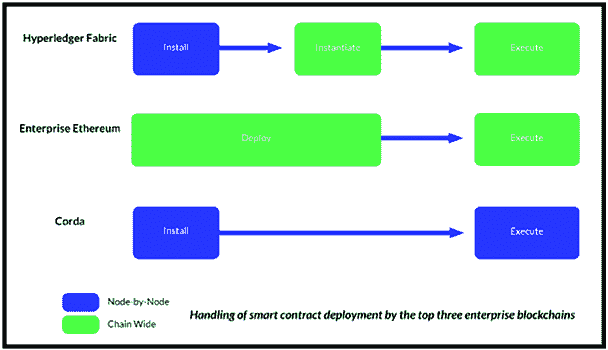 Hyperledger Fabric
Install
Instantiate
Execute
Enterprise Ethereum
Deploy
Execute
Corda
Install
Execute
Node-by-Node
Chain Wide
Handling of smart contract deployment by the top three enterprise blockchains